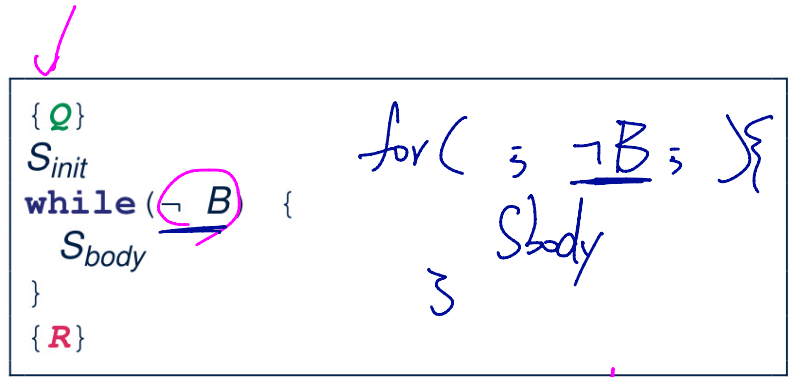 {Q}
S_init
while(¬ B) {
S_body
}
{R}
for( ; ¬B; ){
Sbody
}